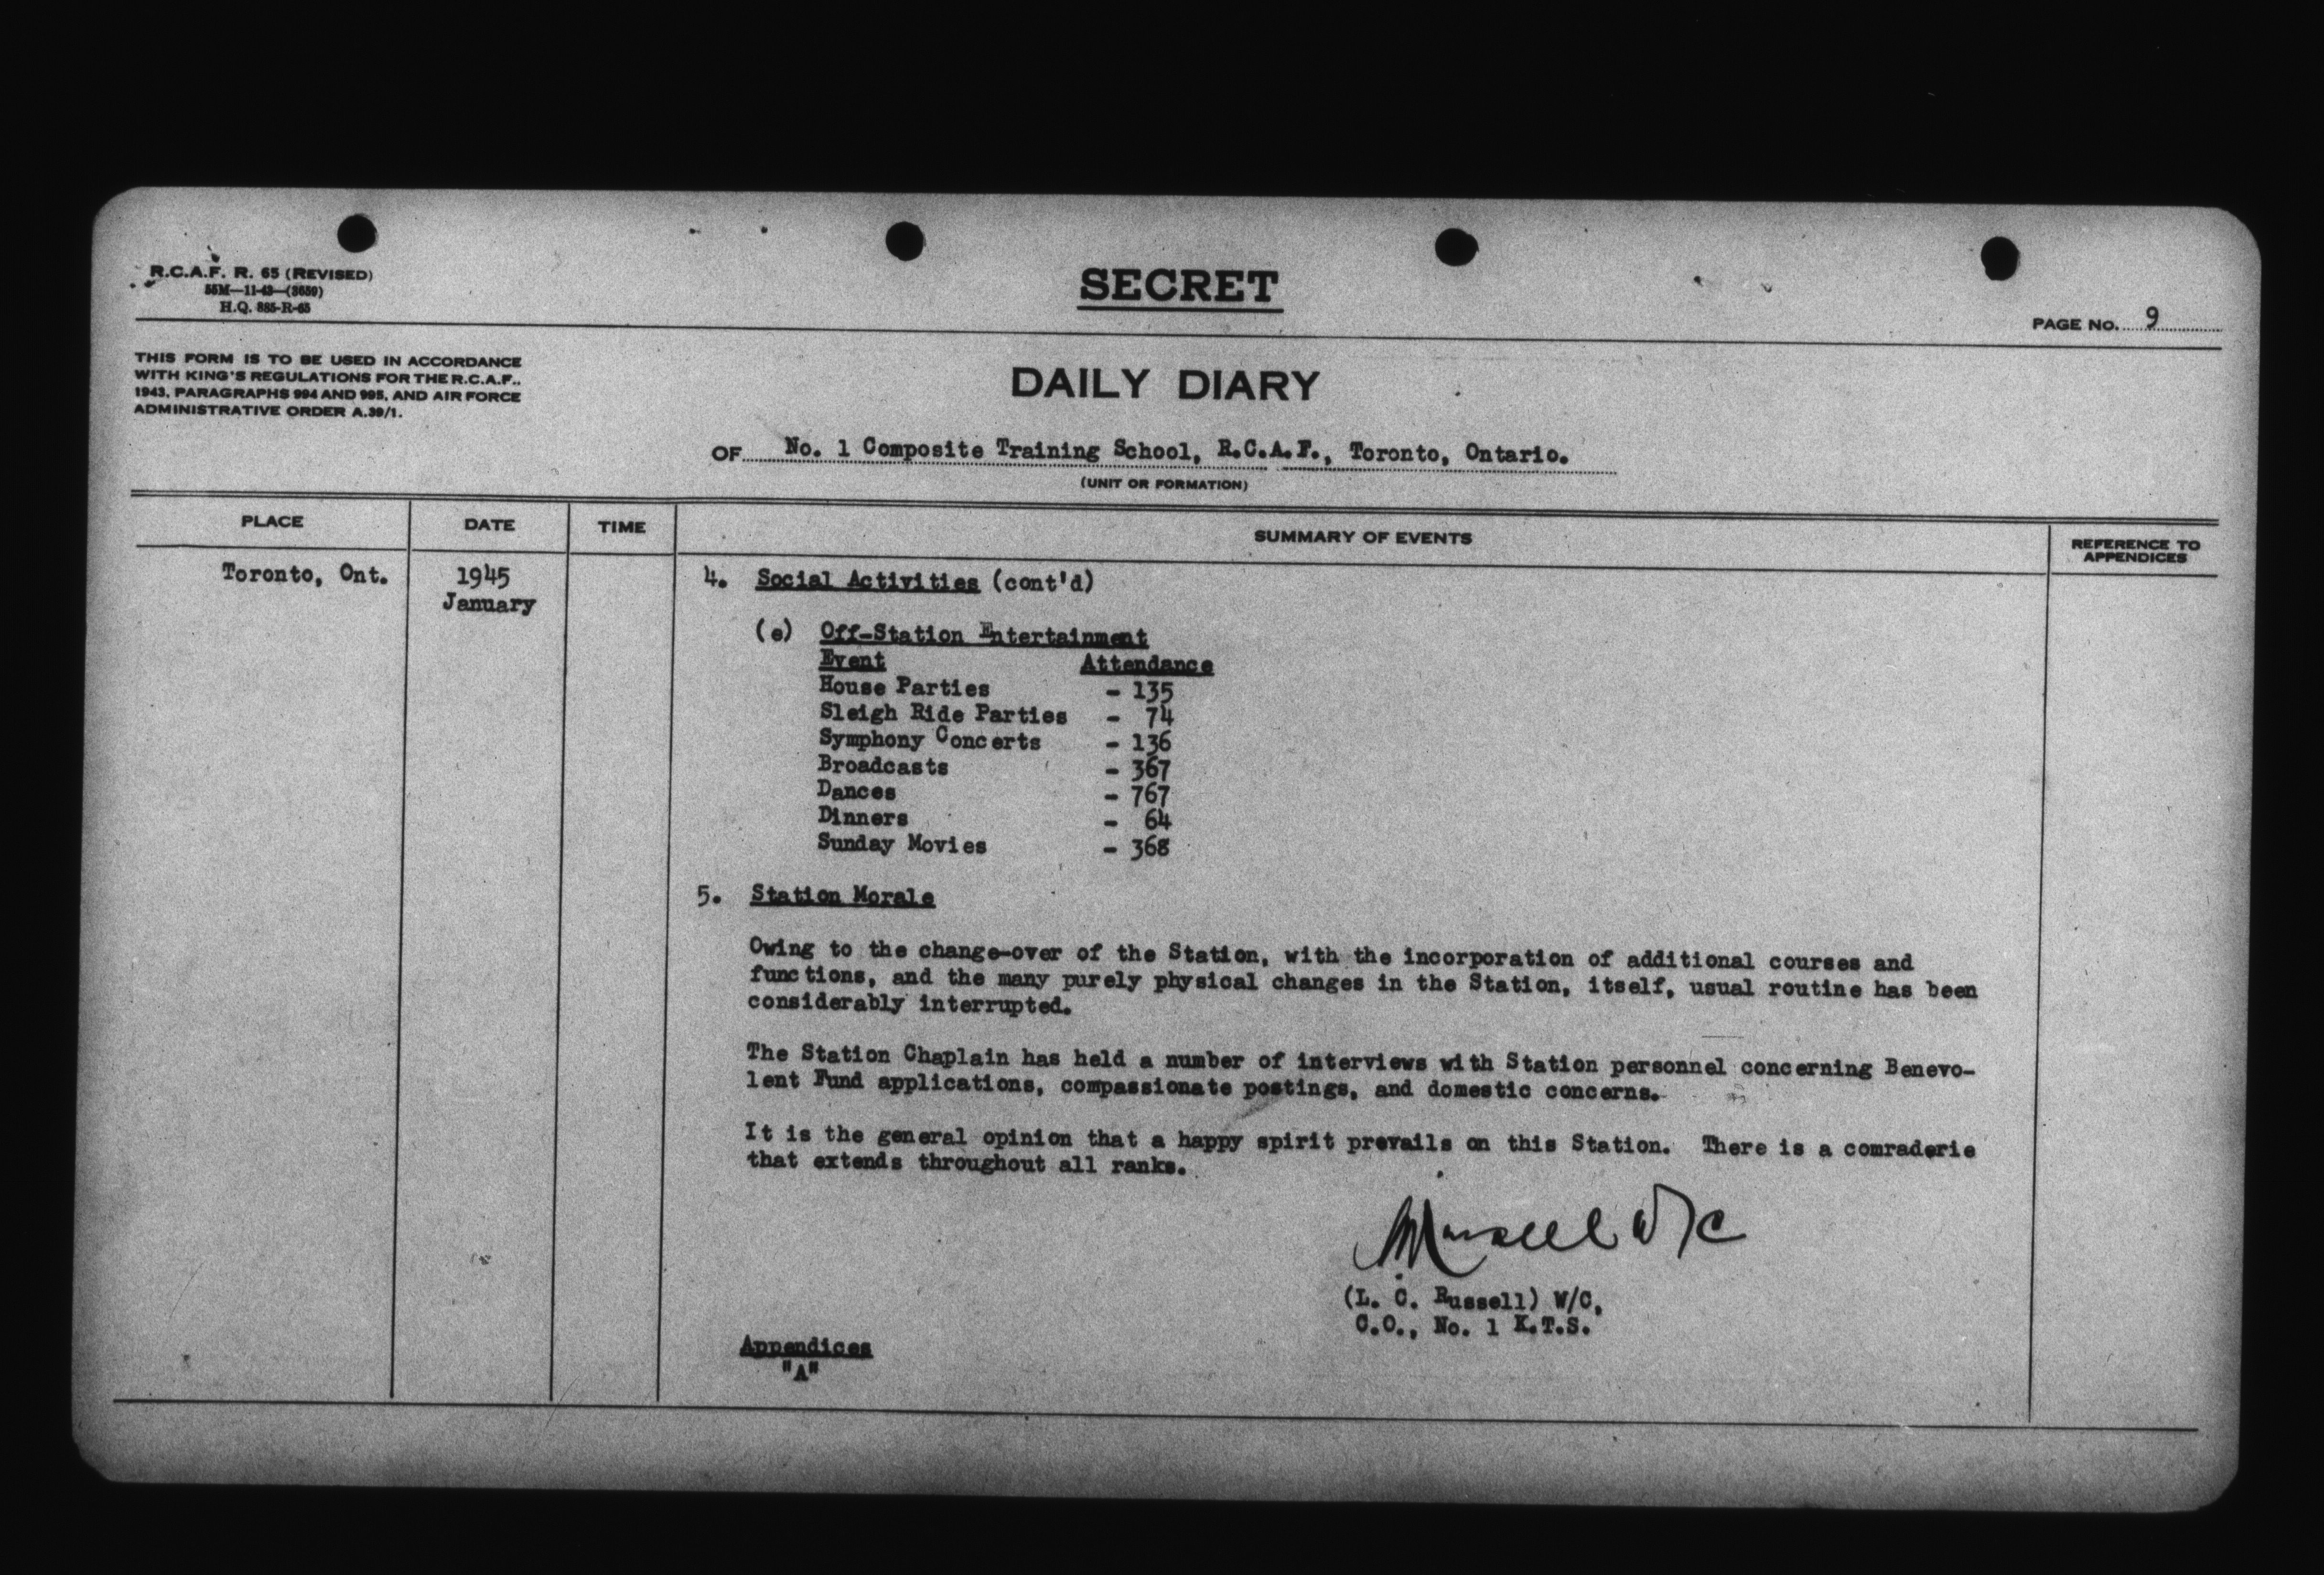 R.C.A.F. R. 65 (REVISED)
55M—11-43—(3659)
H.Q. 885-R-65
SECRET
PAGE NO. 9
THIS FORM IS TO BE USED IN ACCORDANCE
WITH KING'S REGULATIONS FOR THE R.C.A.F.,
1943, PARAGRAPHS 994 AND 995, AND AIR FORCE
ADMINISTRATIVE ORDER A.39/1.
DAILY DIARY
OF No. 1 Composite Training School, R.C.A.F., Toronto, Ontario.
(UNIT OR FORMATION)
PLACE DATE TIME SUMMARY OF EVENTS REFERENCE TO APPENDICES
Toronto, Ont. 1945
January
4. Social Activities (cont'd)
(e) Off-Station Entertainment
Event Attendance
House Parties - 135
Sleigh Ride Parties - 74
Symphony Concerts - 136
Broadcasts - 367
Dances - 767
Dinners - 64
Sunday Movies - 368
5. Station Morale
Owing to the change-over of the Station, with the incorporation of additional courses and
functions, and the many purely physical changes in the Station, itself, usual routine has been
considerably interrupted.
The Station Chaplain has held a number of interviews with Station personnel concerning Benevo-
lent Fund applications, compassionate postings, and domestic concerns.
It is the general opinion that a happy spirit prevails on this Station. There is a comraderie
that extends throughout all ranks.
W/C
(L. C. Russell) W/C,
C.O., No. 1 K.T.S.
Appendices
"A"